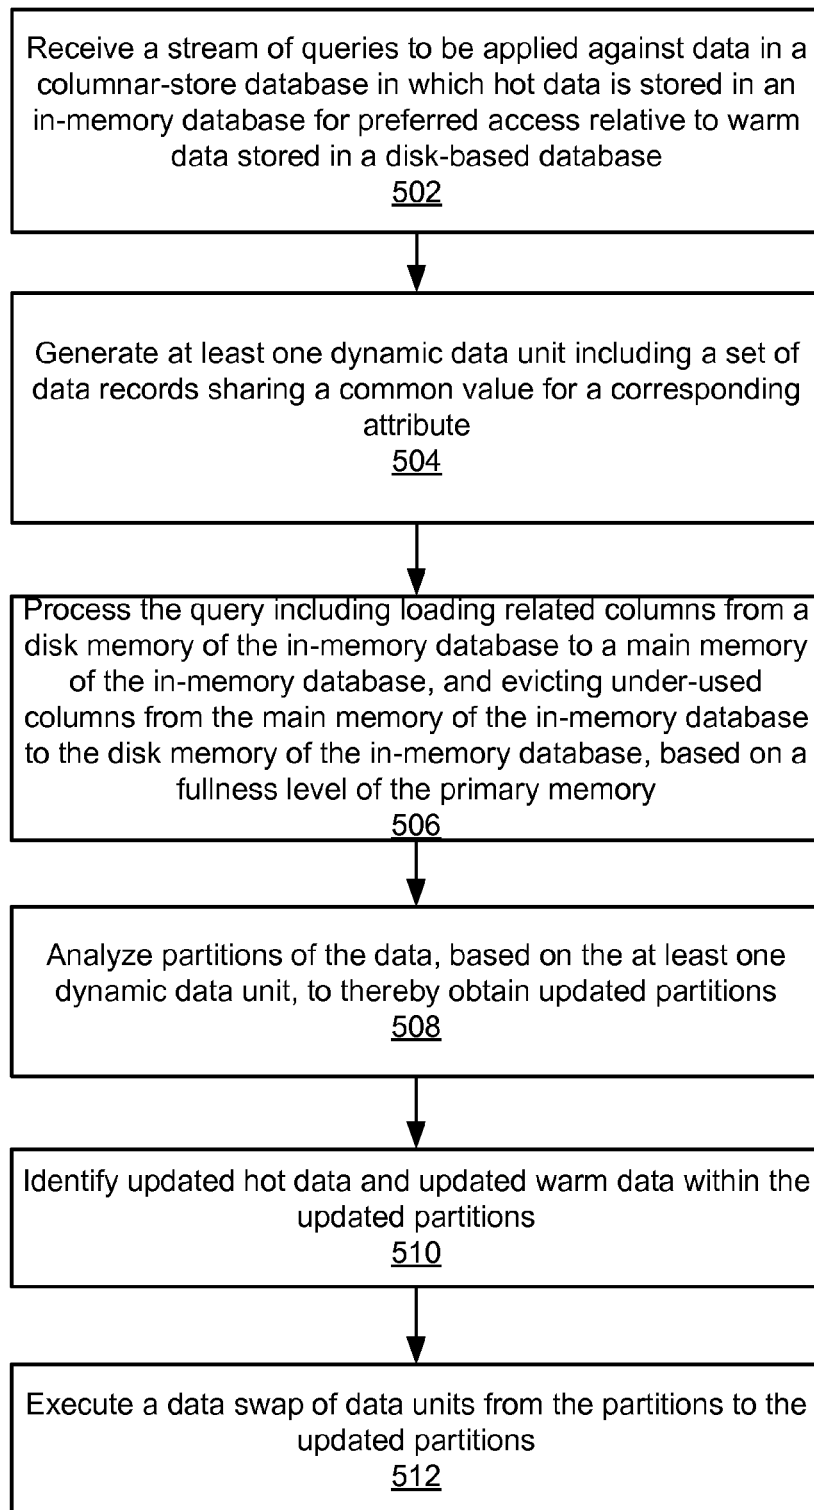 Receive a stream of queries to be applied against data in a
columnar-store database in which hot data is stored in an
in-memory database for preferred access relative to warm
data stored in a disk-based database
502
Generate at least one dynamic data unit including a set of
data records sharing a common value for a corresponding
attribute
504
Process the query including loading related columns from a
disk memory of the in-memory database to a main memory
of the in-memory database, and evicting under-used
columns from the main memory of the in-memory database
to the disk memory of the in-memory database, based on a
fullness level of the primary memory
506
Analyze partitions of the data, based on the at least one
dynamic data unit, to thereby obtain updated partitions
508
Identify updated hot data and updated warm data within the
updated partitions
510
Execute a data swap of data units from the partitions to the
updated partitions
512